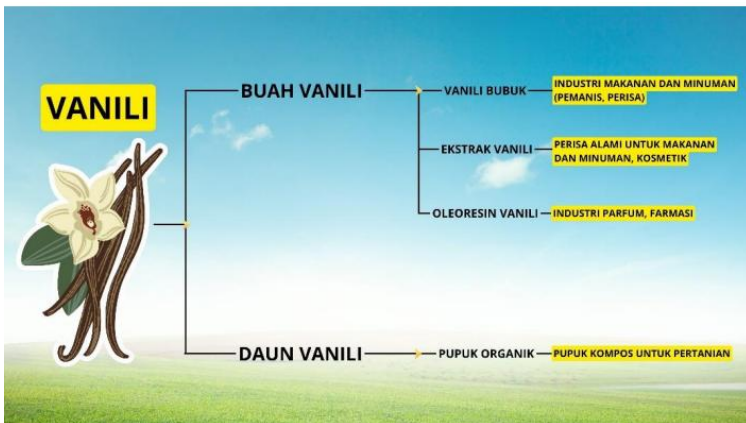 VANILI
BUAH VANILI
VANILI BUBUK
INDUSTRI MAKANAN DAN MINUMAN
(PEMANIS, PERISA)
EKSTRAK VANILI
PERISA ALAMI UNTUK MAKANAN
DAN MINUMAN, KOSMETIK
OLEORESIN VANILI
INDUSTRI PARFUM, FARMASI
DAUN VANILI
PUPUK ORGANIK
PUPUK KOMPOS UNTUK PERTANIAN